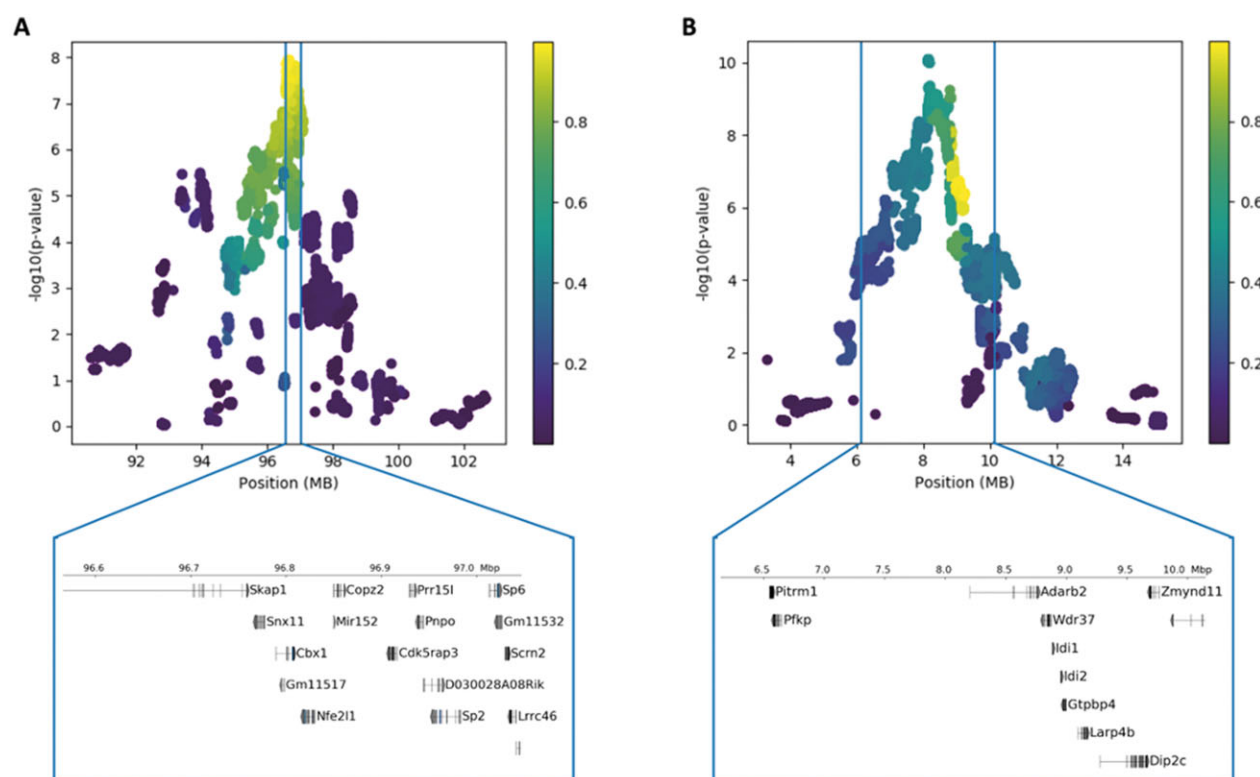 A
B
8
7
6
5
4
3
2
1
0
-log10(p-value)
92 94 96 98 100 102
Position (MB)
0.8
0.6
0.4
0.2
10
8
6
4
2
0
-log10(p-value)
4 6 8 10 12 14
Position (MB)
0.8
0.6
0.4
0.2
96.6 96.7 96.8 96.9 97.0 Mbp
Skap1 Copz2 Prr15l Sp6
Snx11 Mir152 Pnpo Gm11532
Cbx1 Cdk5rap3 Scrn2
Gm11517 D030028A08Rik
Nfe2l1 Sp2 Lrrc46
6.5 7.0 7.5 8.0 8.5 9.0 9.5 10.0 Mbp
Pitrm1 Adarb2 Zmynd11
Pfkp Wdr37
Idi1
Idi2
Gtpbp4
Larp4b
Dip2c